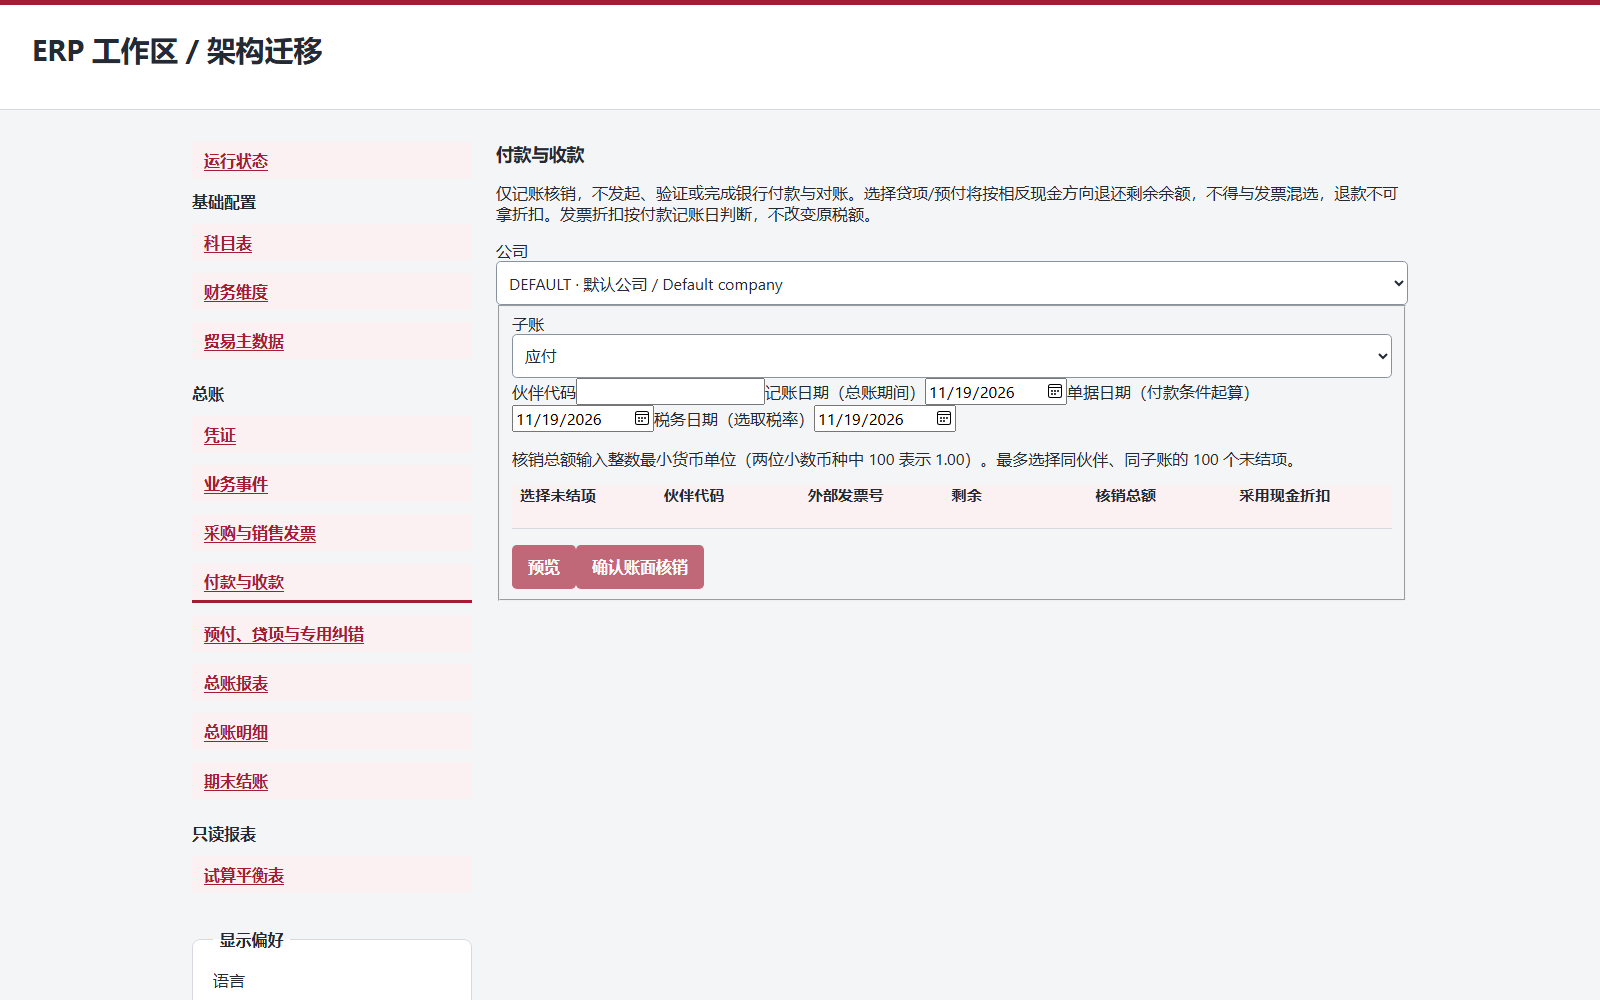 ERP 工作区 / 架构迁移
运行状态
基础配置
科目表
财务维度
贸易主数据
总账
凭证
业务事件
采购与销售发票
付款与收款
预付、贷项与专用纠错
总账报表
总账明细
期末结账
只读报表
试算平衡表
显示偏好
语言
付款与收款
仅记账核销，不发起、验证或完成银行付款与对账。选择贷项/预付将按相反现金方向退还剩余余额，不得与发票混选，退款不可
拿折扣。发票折扣按付款记账日判断，不改变原税额。
公司
DEFAULT · 默认公司 / Default company
子账
应付
伙伴代码 记账日期（总账期间） 11/19/2026 单据日期（付款条件起算）
11/19/2026 税务日期（选取税率） 11/19/2026
核销总额输入整数最小货币单位（两位小数币种中 100 表示 1.00）。最多选择同伙伴、同子账的 100 个未结项。
选择未结项 伙伴代码 外部发票号 剩余 核销总额 采用现金折扣
预览 确认账面核销